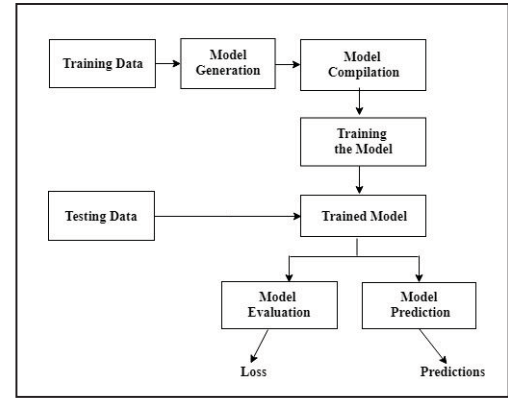 Training Data
Model
Generation
Model
Compilation
Training
the Model
Testing Data
Trained Model
Model
Evaluation
Model
Prediction
Loss
Predictions